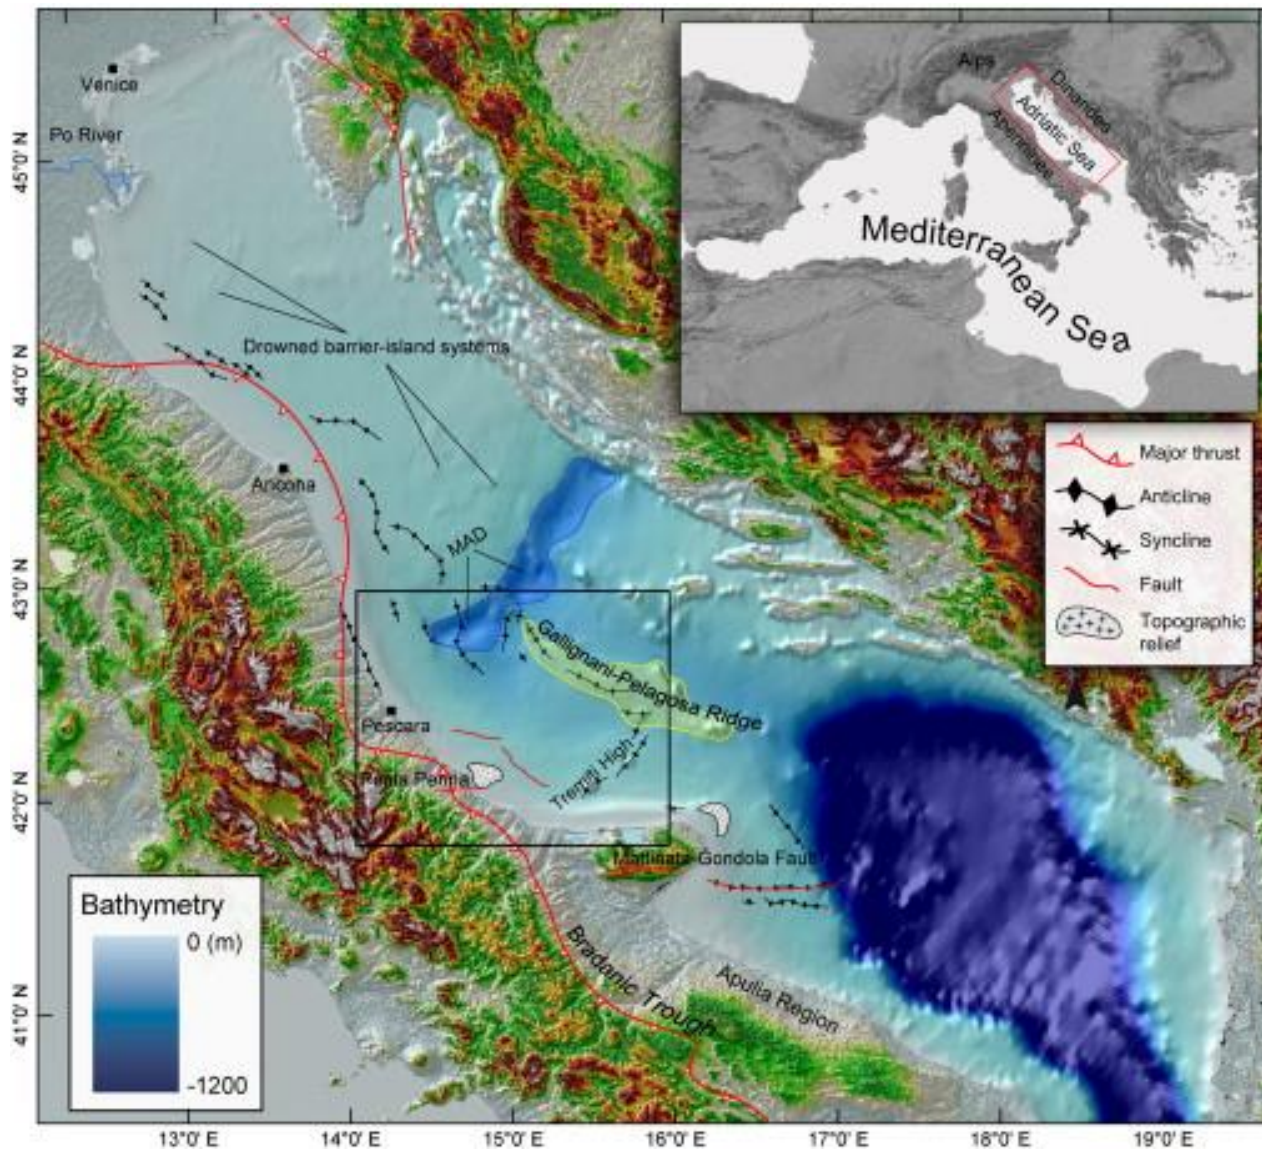 Venice
Po River
Drowned barrier-island systems
Ancona
MAD
Gallignani-Pelagosa Ridge
Pescara
Punta Penna
Tremiti High
Mattinata-Gondola Fault
Bradanic Trough
Apulia Region
Alps
Dinarides
Apennines
Adriatic Sea
Mediterranean Sea
Major thrust
Anticline
Syncline
Fault
Topographic
relief
Bathymetry
0 (m)
-1200
45°0' N
44°0' N
43°0' N
42°0' N
41°0' N
13°0' E
14°0' E
15°0' E
16°0' E
17°0' E
18°0' E
19°0' E